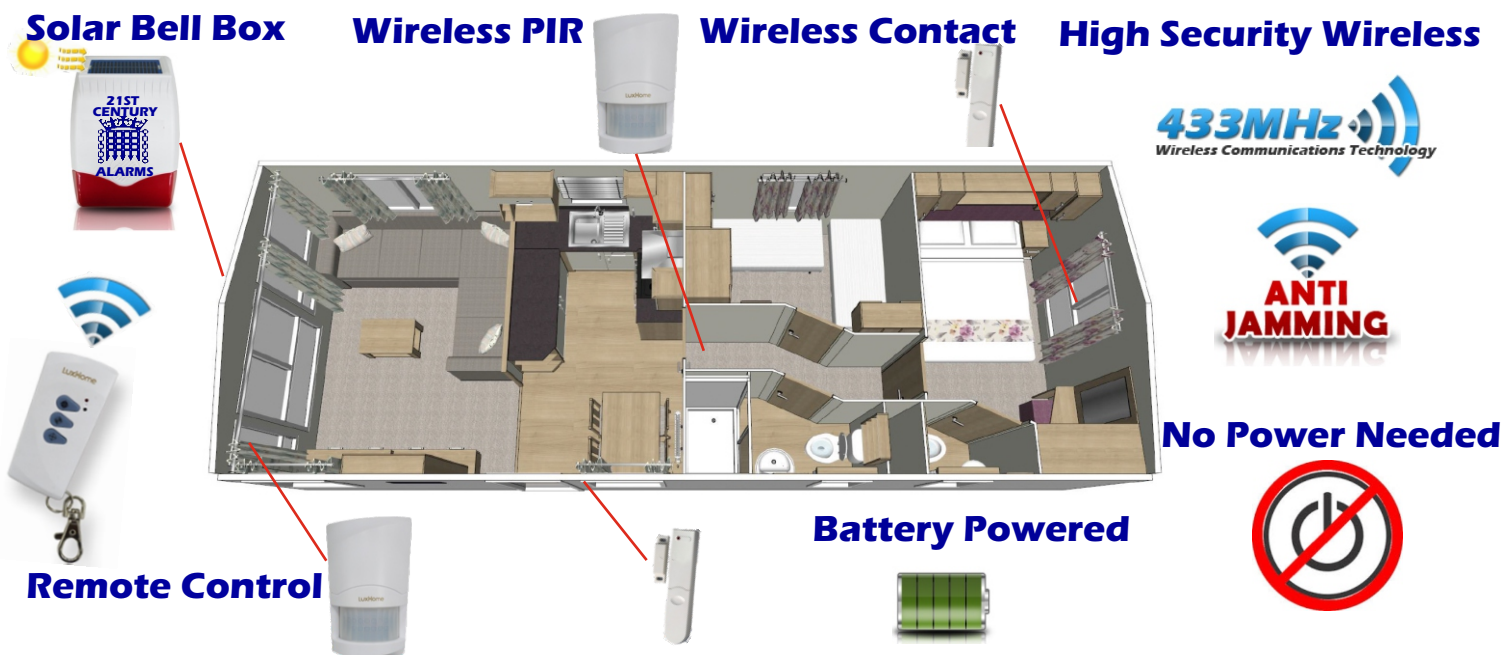 Solar Bell Box
Wireless PIR
Wireless Contact
High Security Wireless
21ST
CENTURY
ALARMS
LuxHome
433MHz
Wireless Communications Technology
ANTI
JAMMING
LuxHome
No Power Needed
Battery Powered
Remote Control
LuxHome